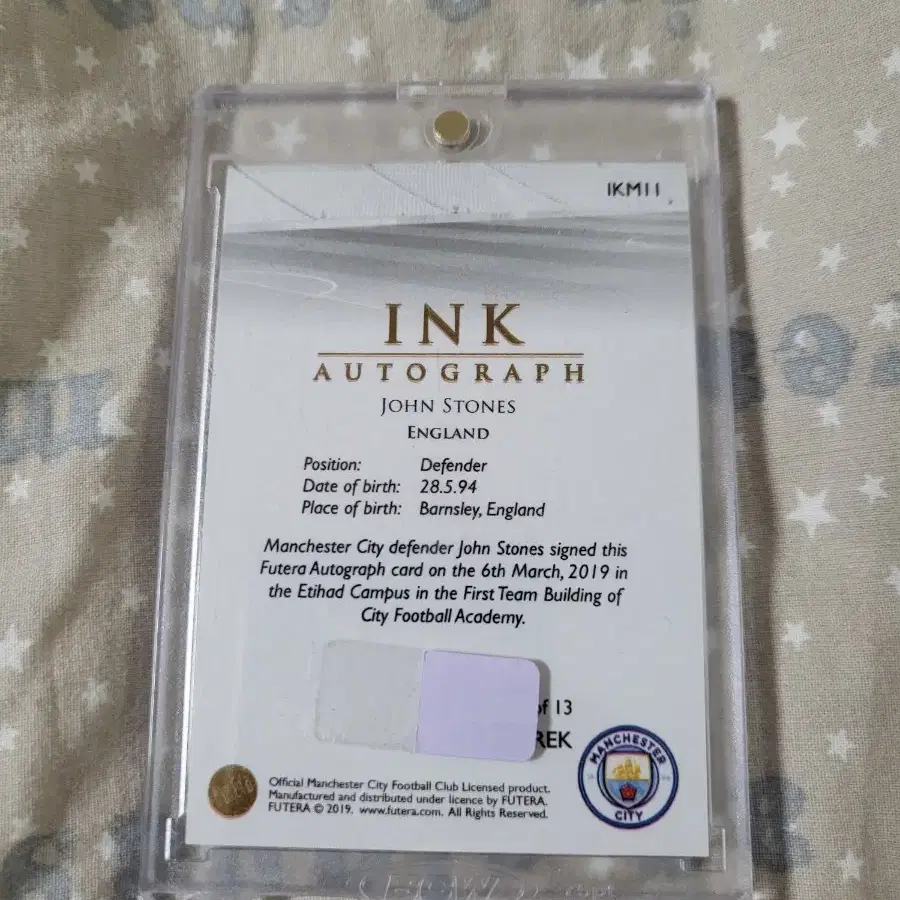 IKM11
INK
AUTOGRAPH
JOHN STONES
ENGLAND
Position: Defender
Date of birth: 28.5.94
Place of birth: Barnsley, England
Manchester City defender John Stones signed this
Futera Autograph card on the 6th March, 2019 in
the Etihad Campus in the First Team Building of
City Football Academy.
of 13
REK
MANCHESTER
CITY
Official Manchester City Football Club Licensed product.
Manufactured and distributed under licence by FUTERA.
FUTERA © 2019. www.futera.com. All Rights Reserved.